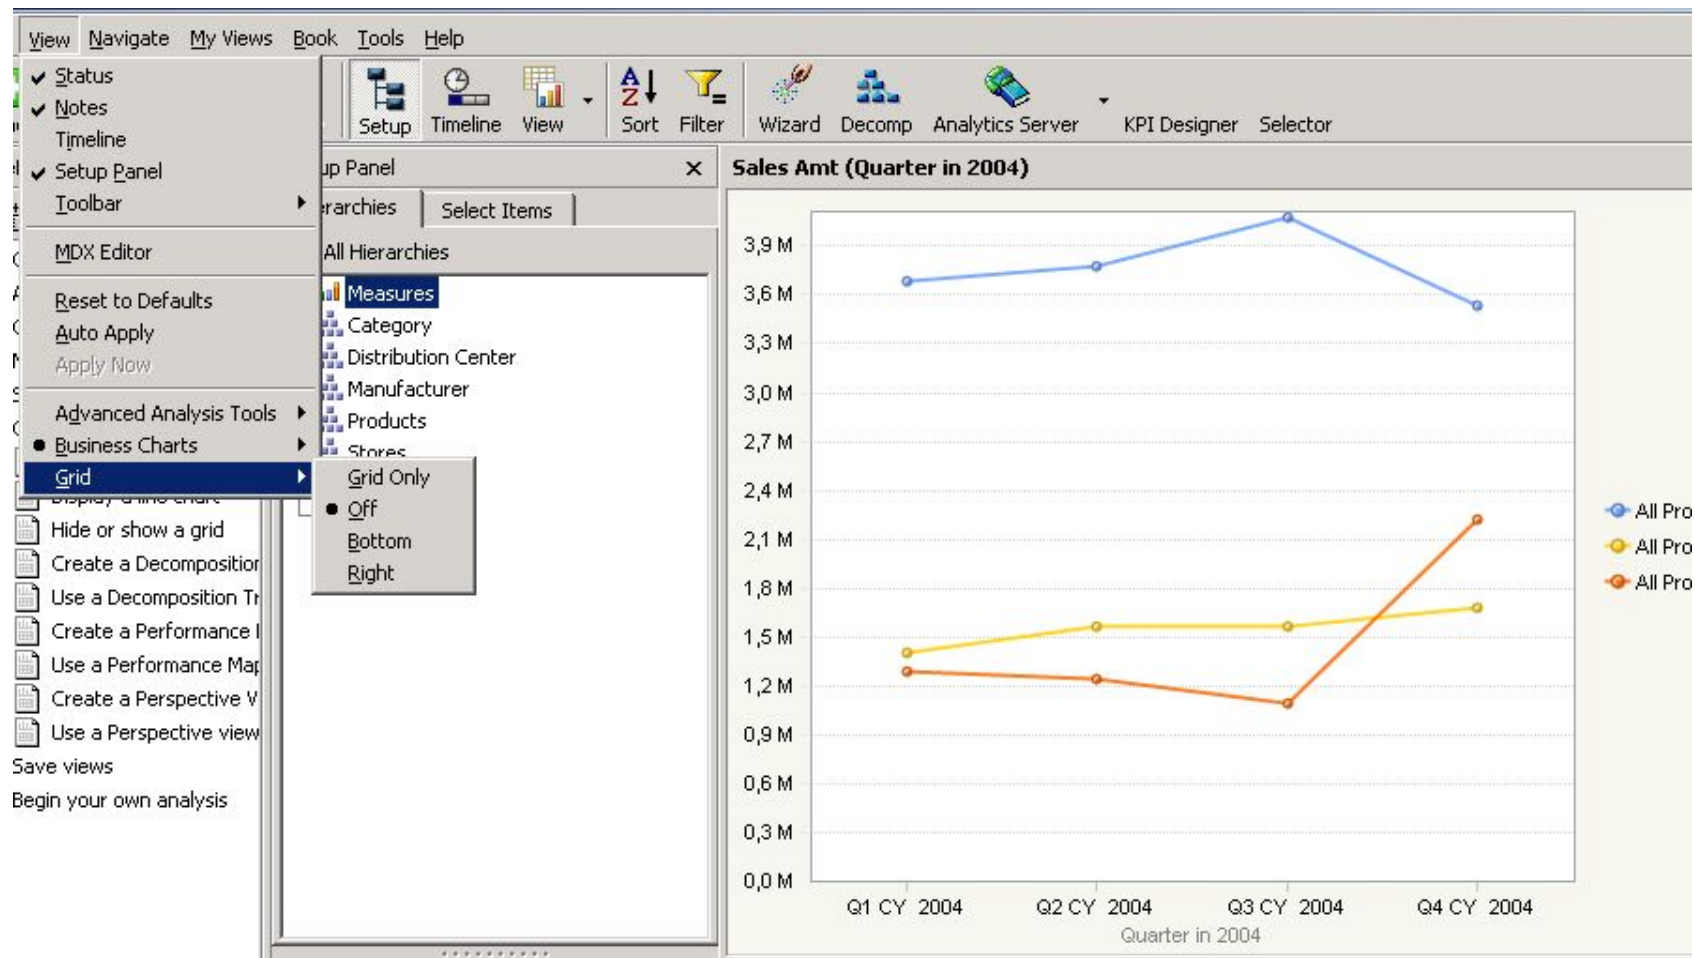 View Navigate My Views Book Tools Help
Status
Notes
Timeline
Setup Panel
Toolbar
MDX Editor
Reset to Defaults
Auto Apply
Apply Now
Advanced Analysis Tools
Business Charts
Grid
Grid Only
Off
Bottom
Right
Setup Timeline View Sort Filter Wizard Decomp Analytics Server KPI Designer Selector
Panel
Select Items
All Hierarchies
Measures
Category
Distribution Center
Manufacturer
Products
Stores
Display a line chart
Hide or show a grid
Create a Decomposition
Use a Decomposition Tr
Create a Performance
Use a Performance Map
Create a Perspective V
Use a Perspective view
Save views
Begin your own analysis
Sales Amt (Quarter in 2004)
3,9 M
3,6 M
3,3 M
3,0 M
2,7 M
2,4 M
2,1 M
1,8 M
1,5 M
1,2 M
0,9 M
0,6 M
0,3 M
0,0 M
Q1 CY 2004 Q2 CY 2004 Q3 CY 2004 Q4 CY 2004
Quarter in 2004
All Pro
All Pro
All Pro